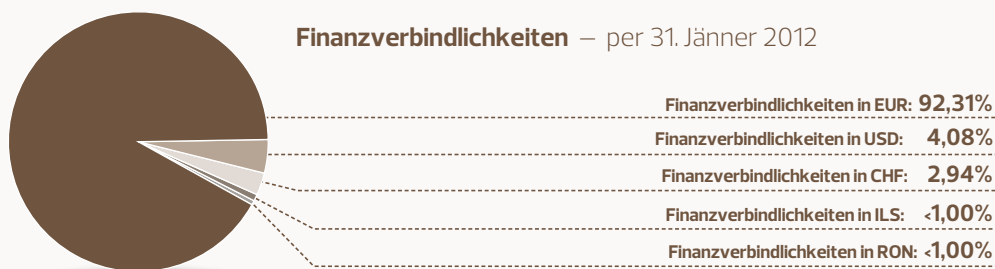 Finanzverbindlichkeiten – per 31. Jänner 2012
Finanzverbindlichkeiten in EUR: 92,31%
Finanzverbindlichkeiten in USD: 4,08%
Finanzverbindlichkeiten in CHF: 2,94%
Finanzverbindlichkeiten in ILS: <1,00%
Finanzverbindlichkeiten in RON: <1,00%